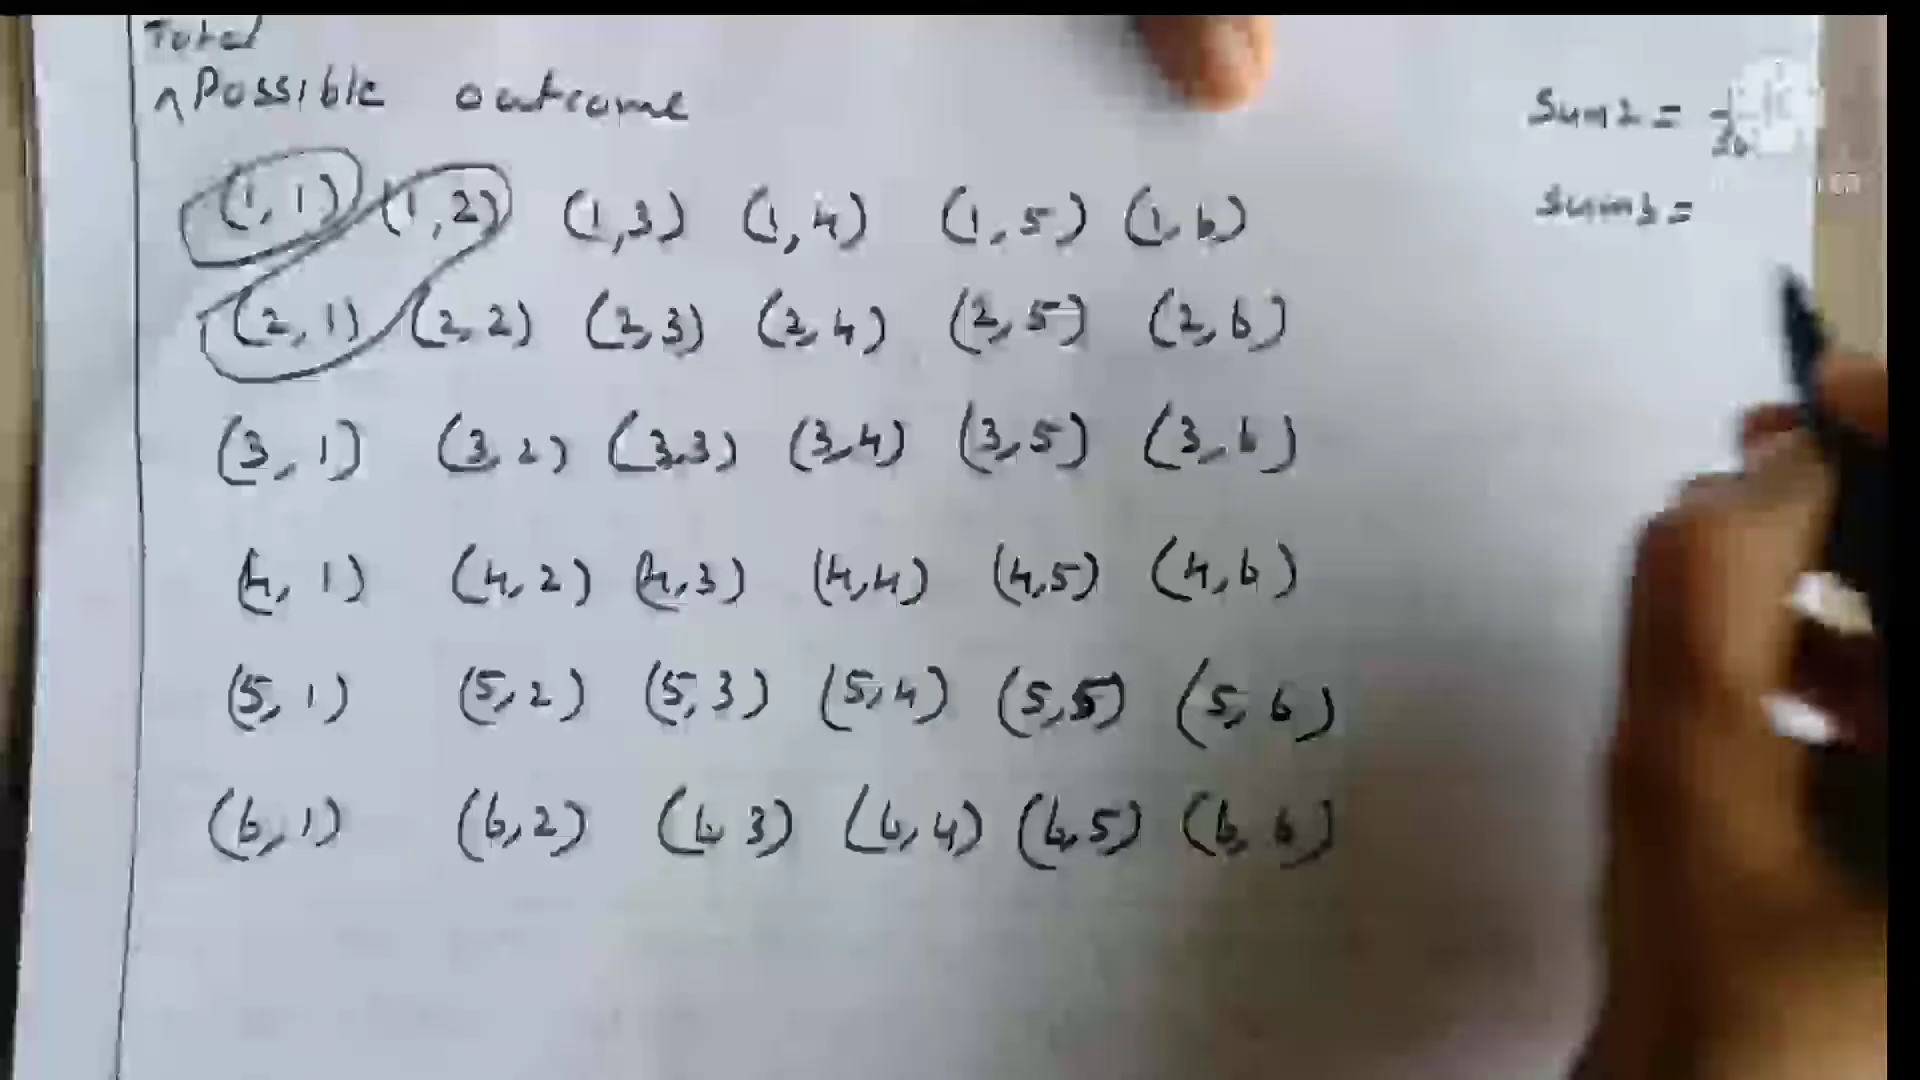 Total
^Possible outcome
Sum2 = 1/36
(1, 1) (1, 2) (1,3) (1, 4) (1, 5) (1, 6)
Sum3 =
(2, 1) (2, 2) (2,3) (2, 4) (2, 5) (2, 6)
(3, 1) (3, 2) (3,3) (3,4) (3, 5) (3, 6)
(4, 1) (4, 2) (4,3) (4,4) (4,5) (4, 6)
(5, 1) (5, 2) (5, 3) (5, 4) (5,5) (5, 6)
(6, 1) (6, 2) (6 3) (6, 4) (6, 5) (6, 6)